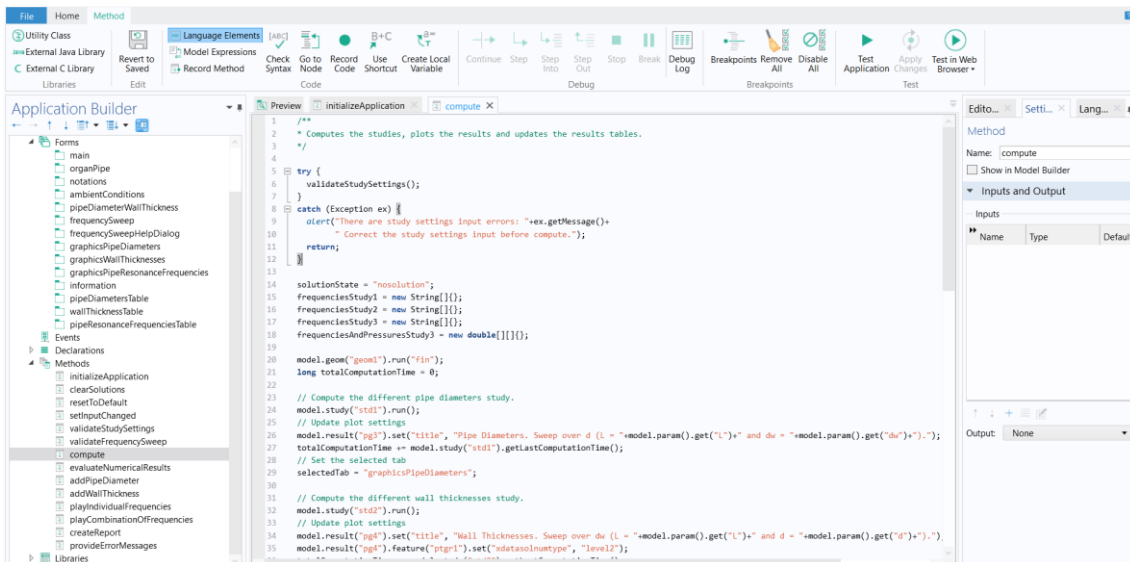 File Home Method
Utility Class
External Java Library
External C Library
Libraries
Revert to
Saved
Edit
Language Elements
Model Expressions
Record Method
Check
Syntax
Go to
Node
Record
Code
Use
Shortcut
Create Local
Variable
Code
Continue
Step
Step
Into
Step
Out
Stop
Break
Debug
Log
Debug
Breakpoints
Remove
All
Disable
All
Breakpoints
Test
Application
Apply
Changes
Test in Web
Browser
Test
Application Builder
Forms
main
organPipe
notations
ambientConditions
pipeDiameterWallThickness
frequencySweep
frequencySweepHelpDialog
graphicsPipeDiameters
graphicsWallThicknesses
graphicsPipeResonanceFrequencies
information
pipeDiametersTable
wallThicknessTable
pipeResonanceFrequenciesTable
Events
Declarations
Methods
initializeApplication
clearSolutions
resetToDefault
setInputChanged
validateStudySettings
validateFrequencySweep
compute
evaluateNumericalResults
addPipeDiameter
addWallThickness
playIndividualFrequencies
playCombinationOfFrequencies
createReport
provideErrorMessages
Libraries
Preview initializeApplication compute
1 /**
2 * Computes the studies, plots the results and updates the results tables.
3 */
4
5 try {
6 validateStudySettings();
7 }
8 catch (Exception ex) {
9 alert("There are study settings input errors: "+ex.getMessage()+
10 " Correct the study settings input before compute.");
11 return;
12 }
13
14 solutionState = "nosolution";
15 frequenciesStudy1 = new String[]{};
16 frequenciesStudy2 = new String[]{};
17 frequenciesStudy3 = new String[]{};
18 frequenciesAndPressuresStudy3 = new double[][]{};
19
20 model.geom("geom1").run("fin");
21 long totalComputationTime = 0;
22
23 // Compute the different pipe diameters study.
24 model.study("std1").run();
25 // Update plot settings
26 model.result("pg3").set("title", "Pipe Diameters. Sweep over d (L = "+model.param().get("L")+" and dw = "+model.param().get("dw")+").");
27 totalComputationTime += model.study("std1").getLastComputationTime();
28 // Set the selected tab
29 selectedTab = "graphicsPipeDiameters";
30
31 // Compute the different wall thicknesses study.
32 model.study("std2").run();
33 // Update plot settings
34 model.result("pg4").set("title", "Wall Thicknesses. Sweep over dw (L = "+model.param().get("L")+" and d = "+model.param().get("d")+").")
35 model.result("pg4").feature("ptgr1").set("xdatasolnumtype", "level2");
Edito... Setti... Lang...
Method
Name: compute
Show in Model Builder
Inputs and Output
Inputs
Name Type Default
Output: None